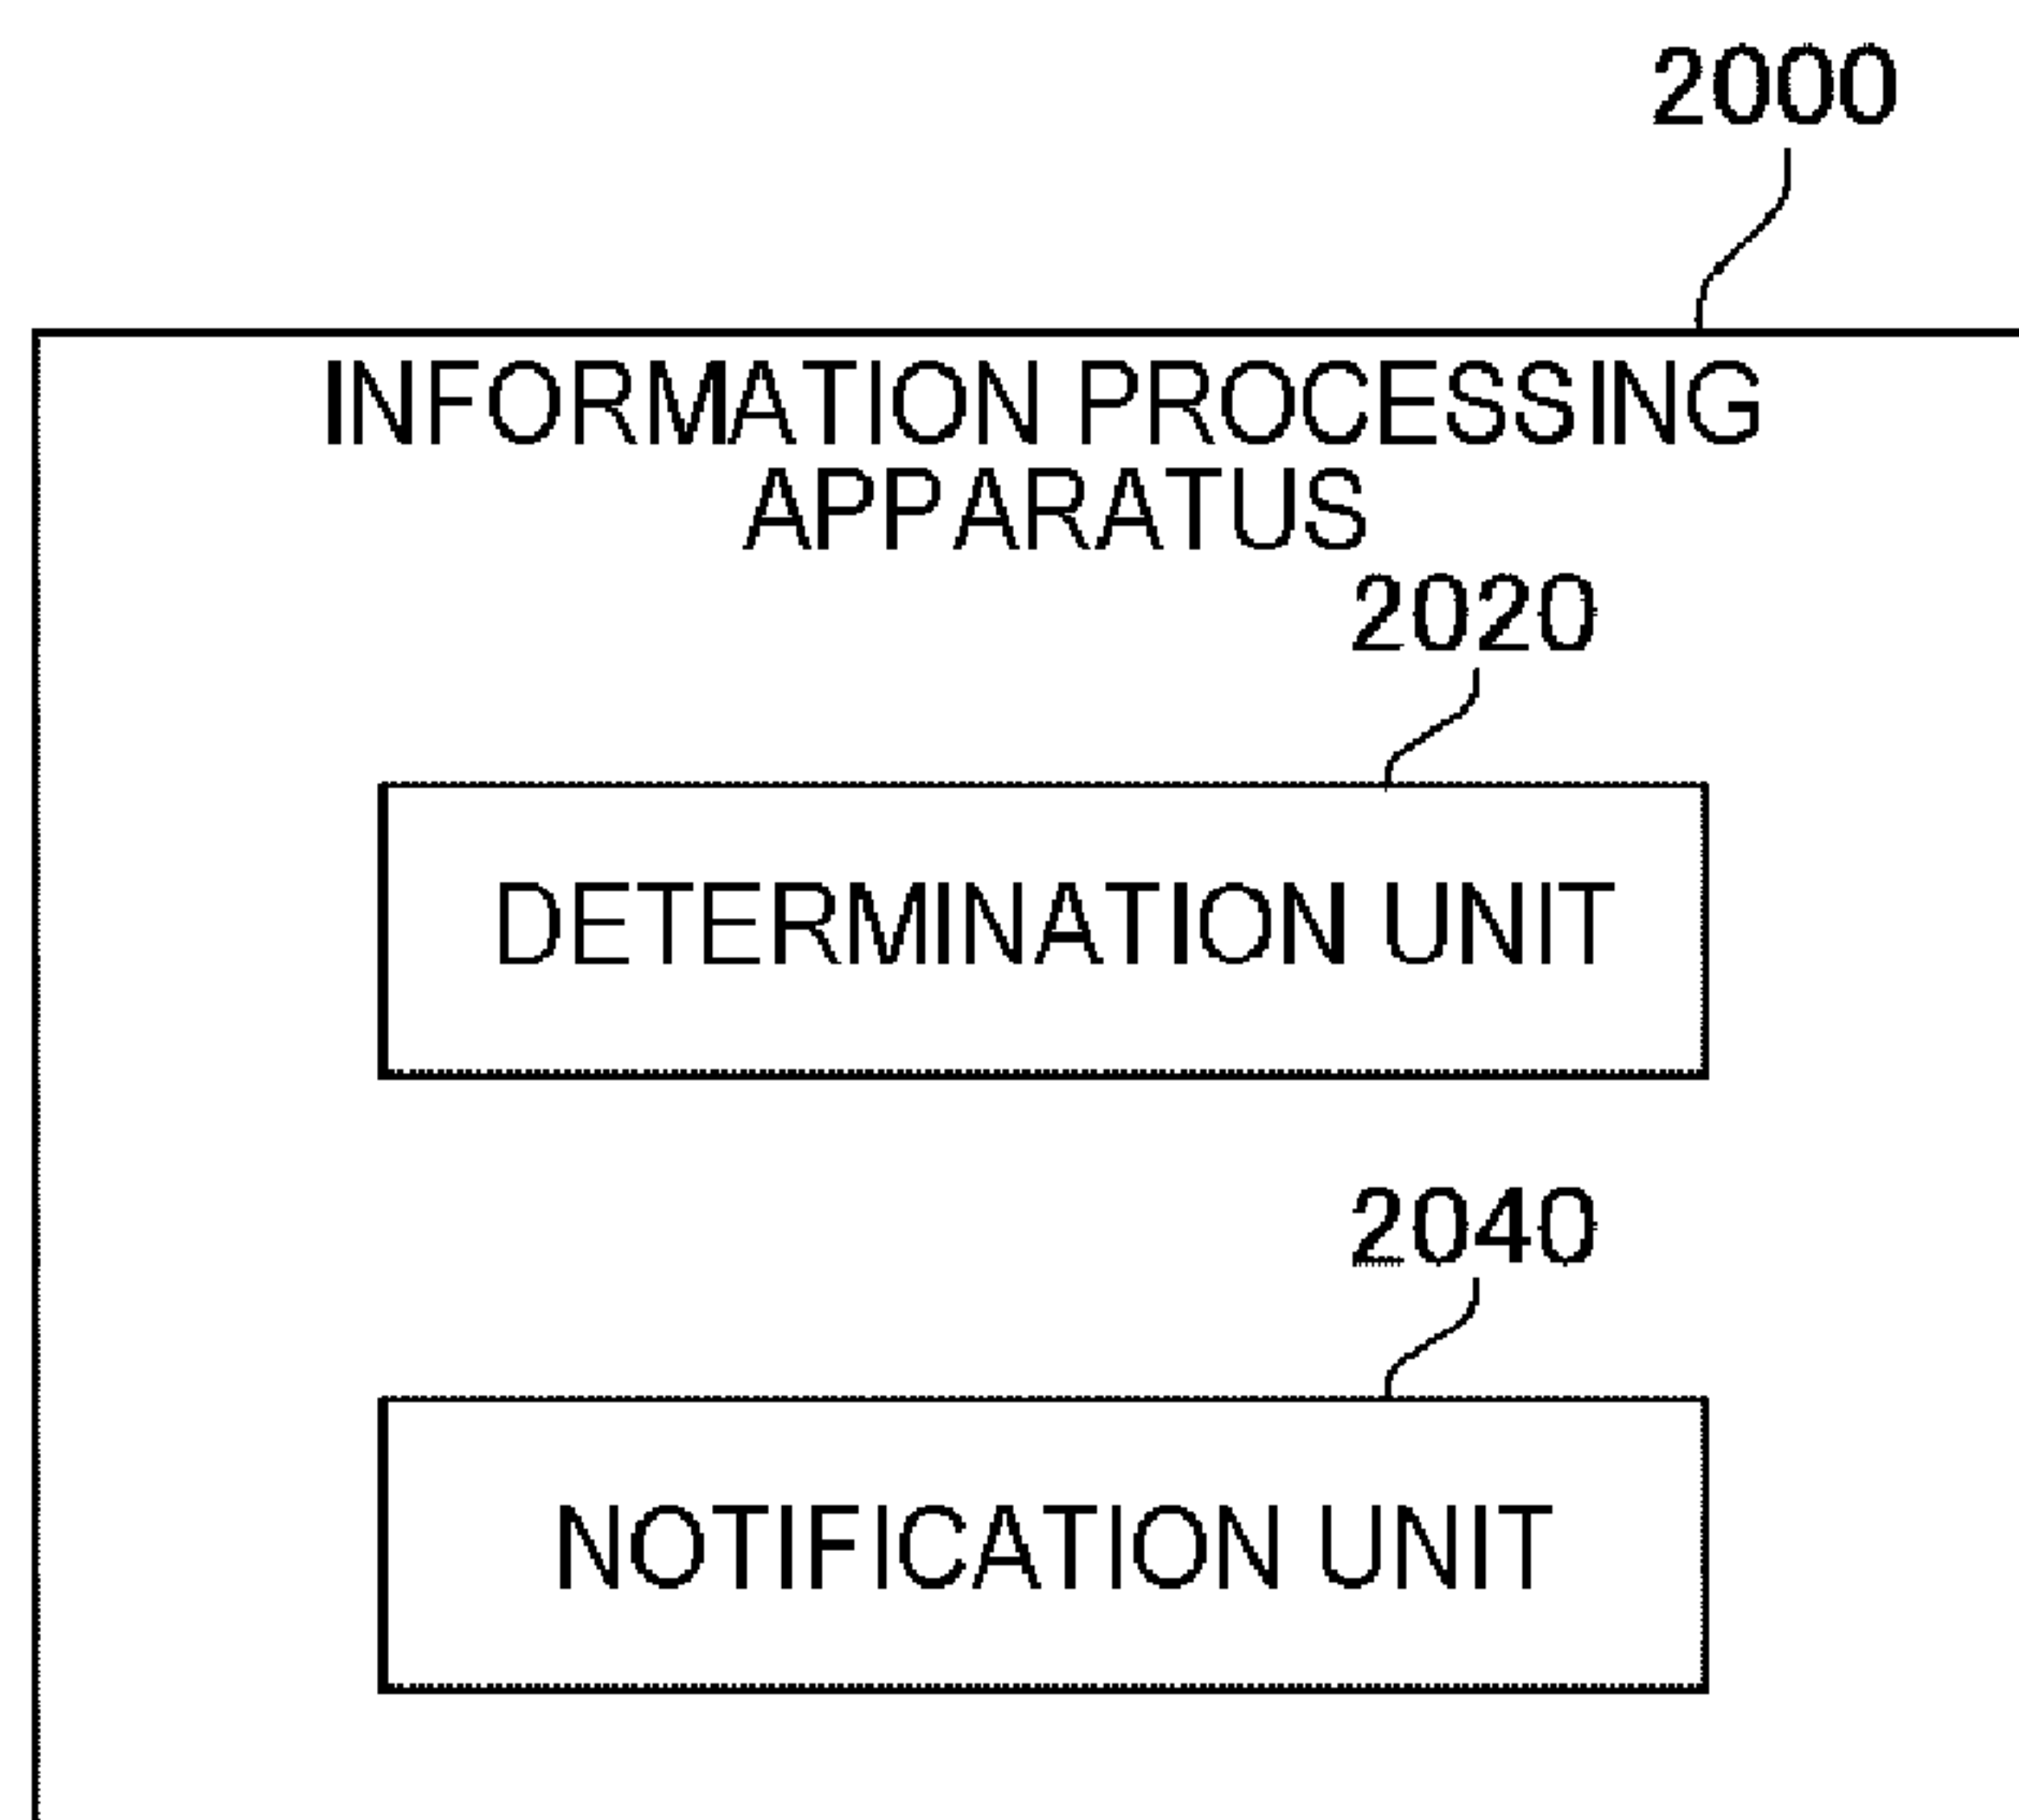 2000
INFORMATION PROCESSING
APPARATUS
2020
DETERMINATION UNIT
2040
NOTIFICATION UNIT